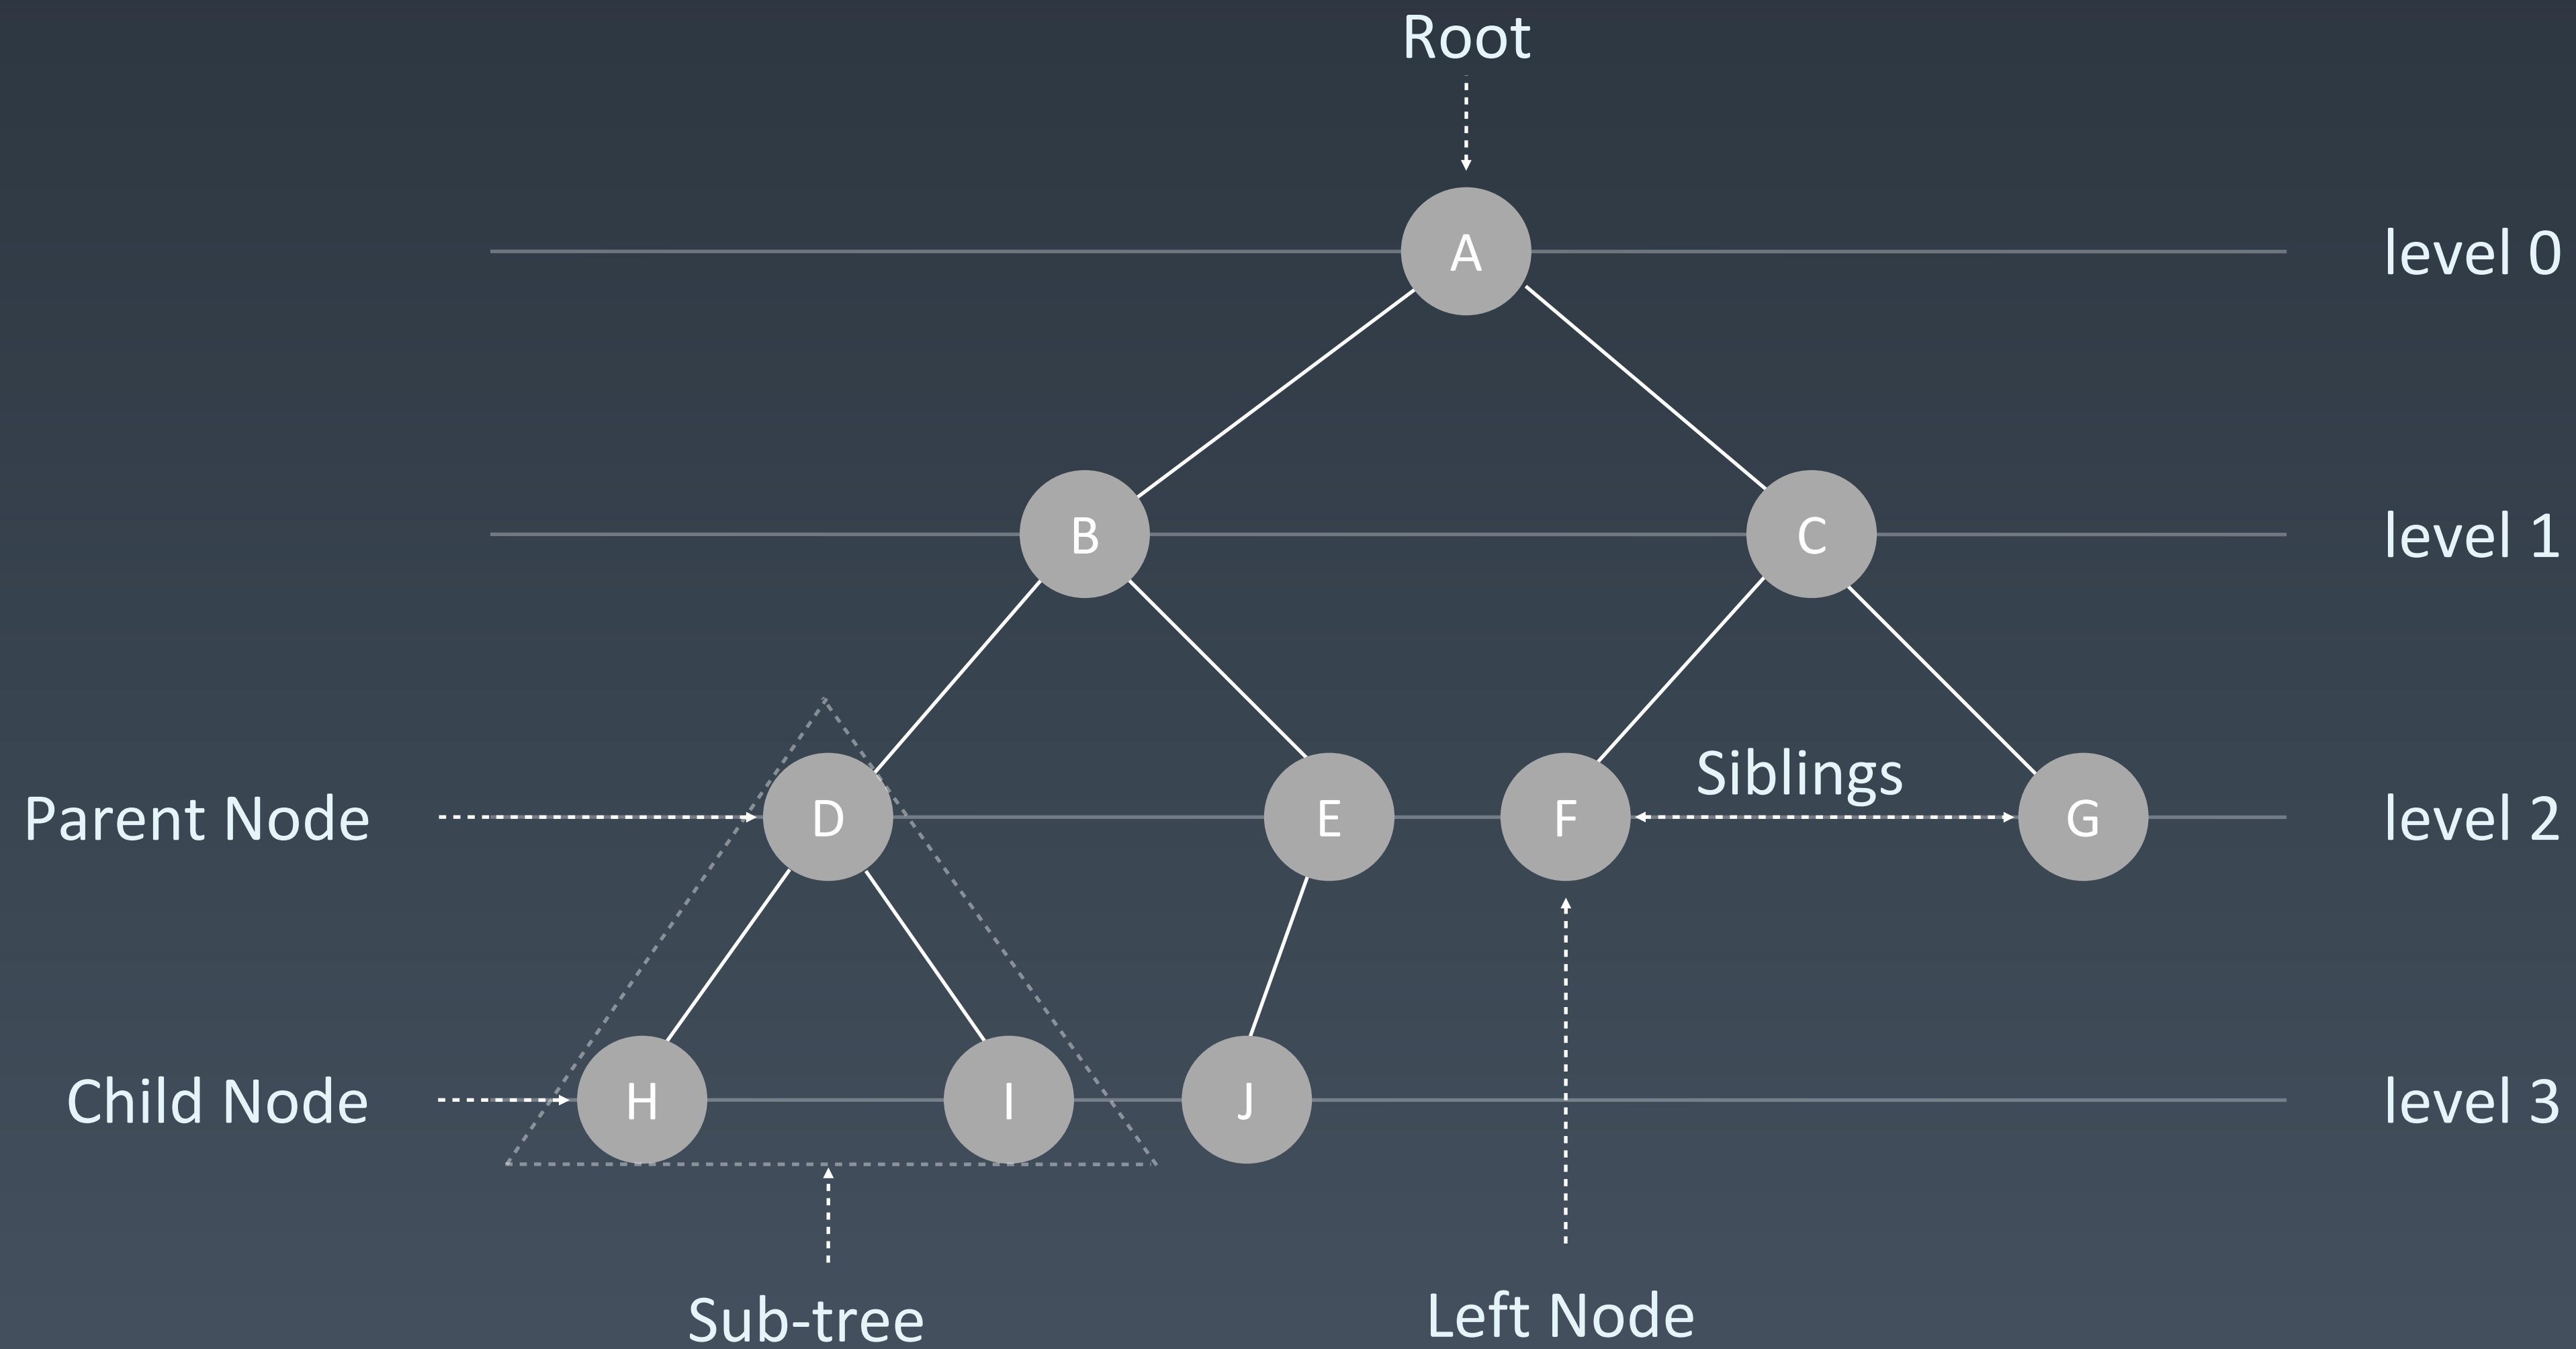 Root
A
level 0
B
C
level 1
Siblings
Parent Node
D
E
F
G
level 2
Child Node
H
I
J
level 3
Sub-tree
Left Node